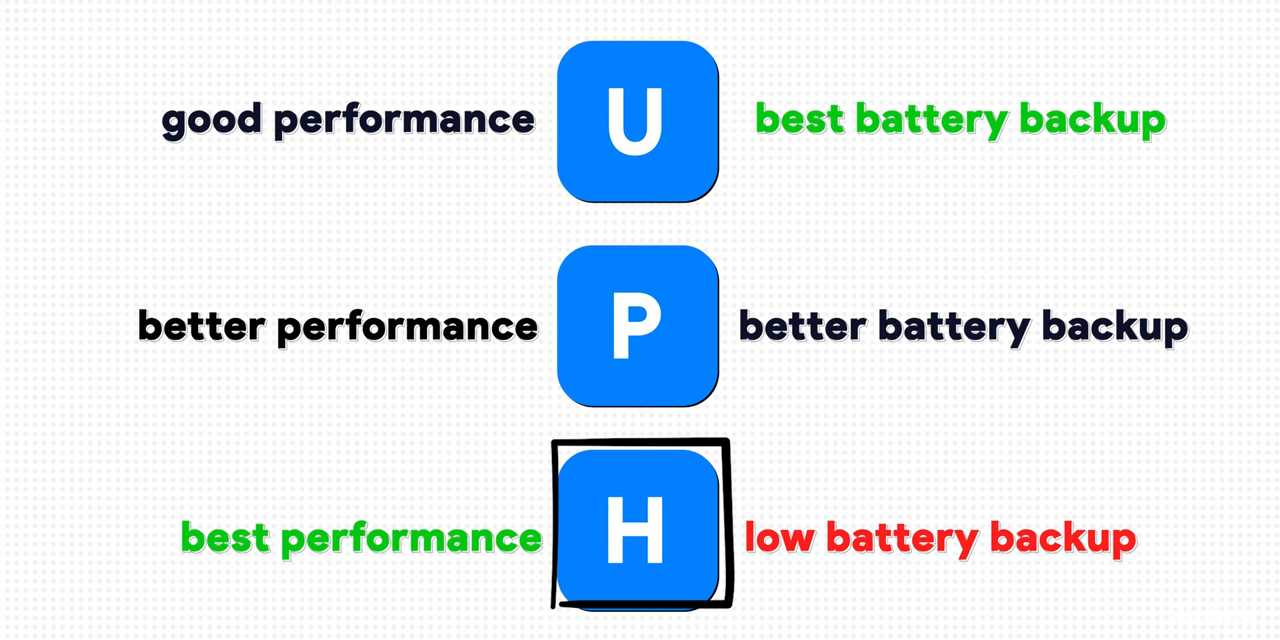 good performance U best battery backup
better performance P better battery backup
best performance H low battery backup